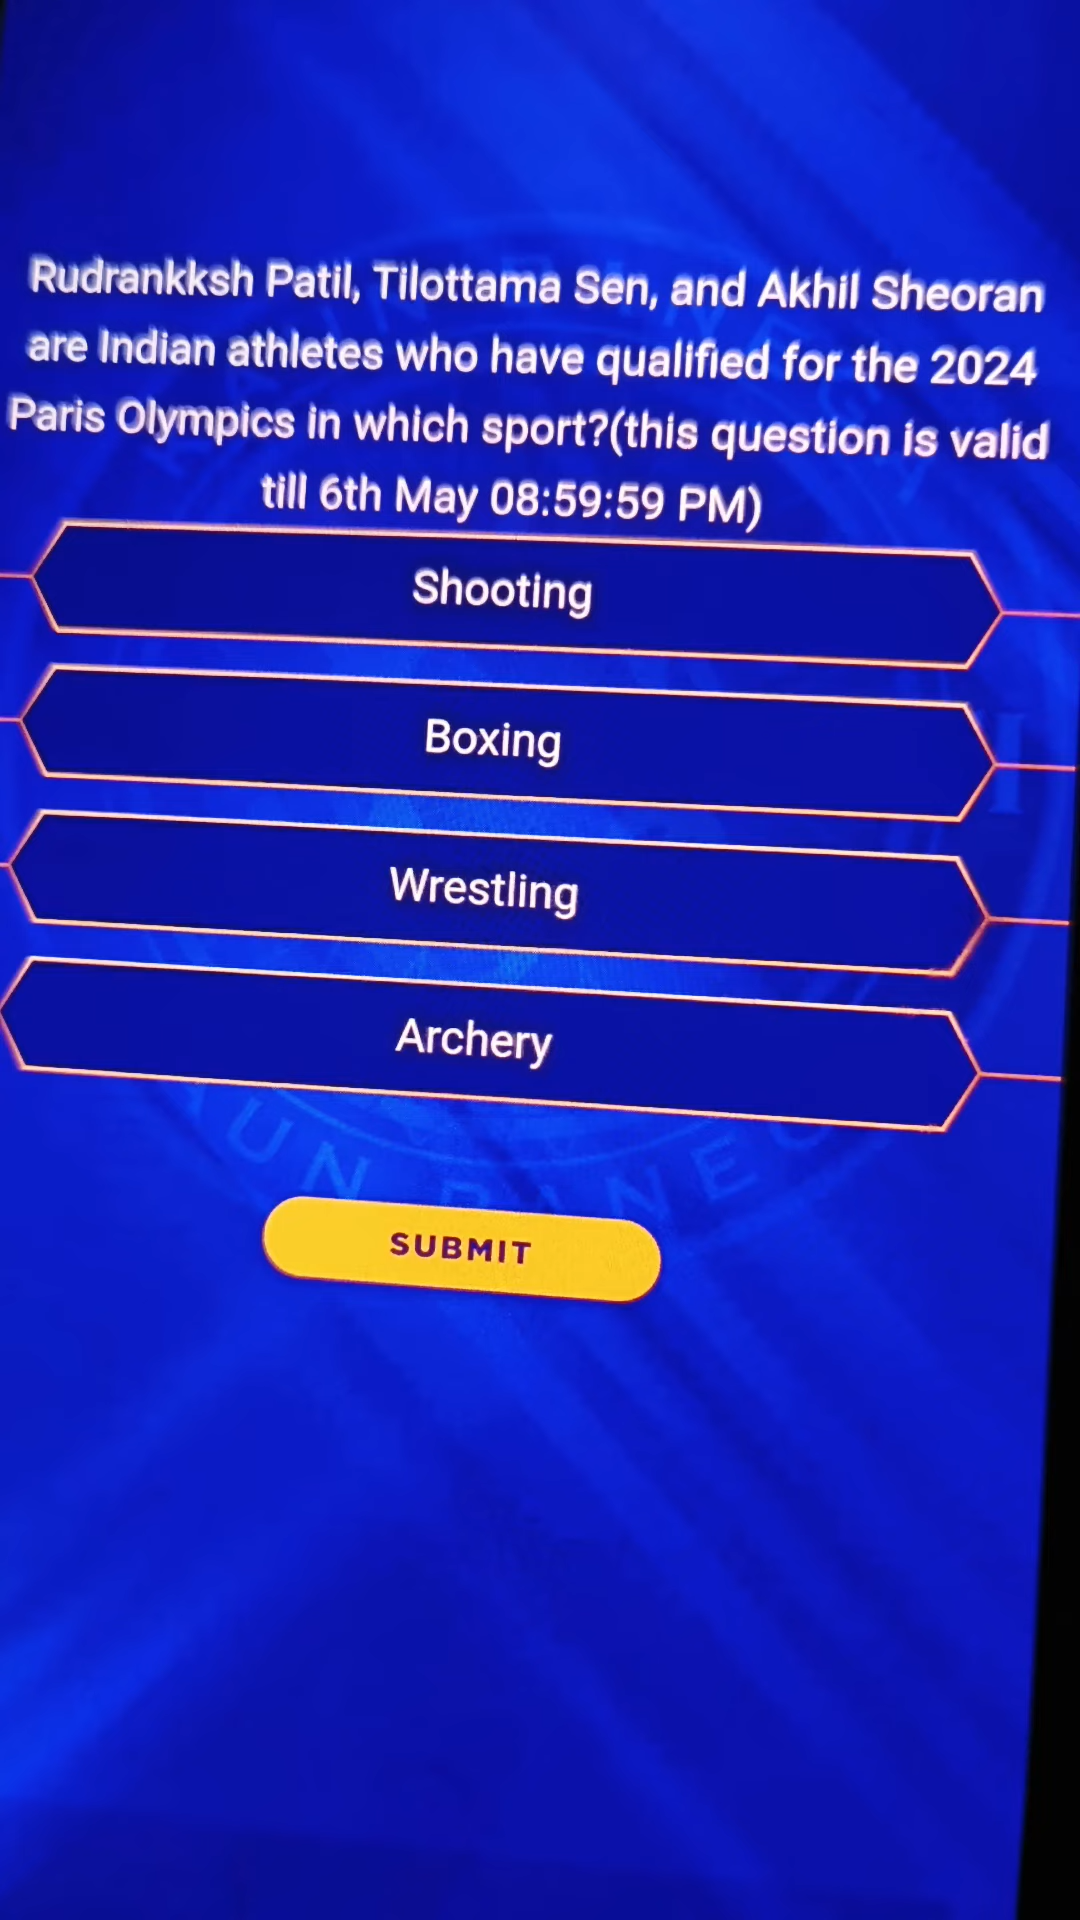 Rudrankksh Patil, Tilottama Sen, and Akhil Sheoran
are Indian athletes who have qualified for the 2024
Paris Olympics in which sport?(this question is valid
till 6th May 08:59:59 PM)
Shooting
Boxing
Wrestling
Archery
SUBMIT